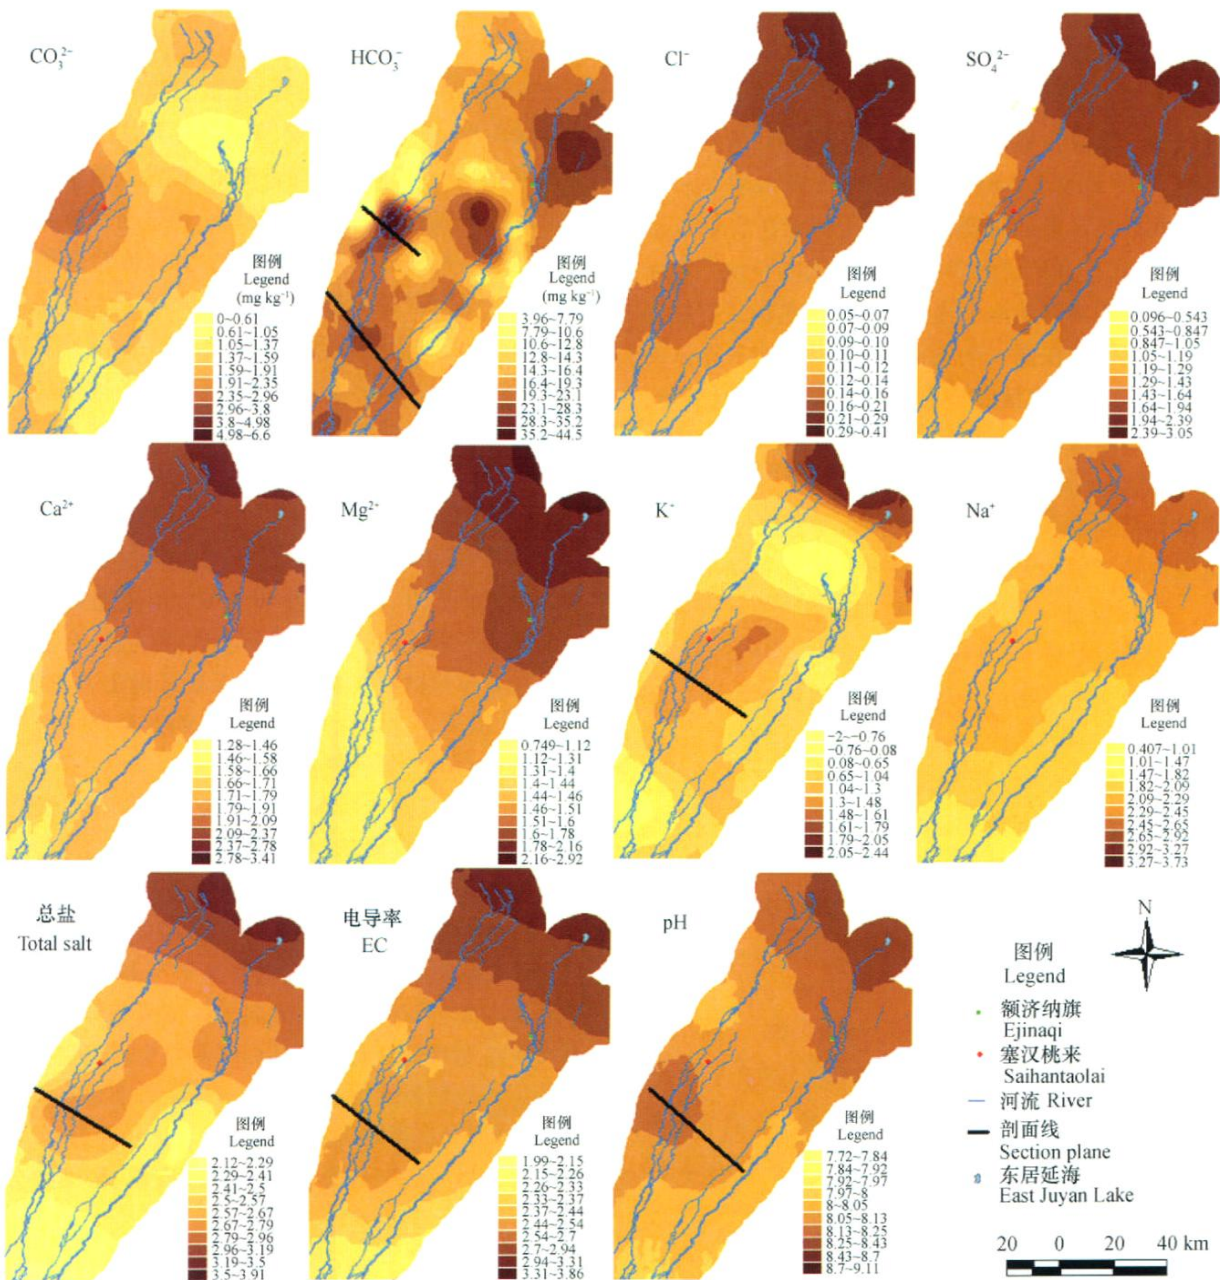 CO₃²⁻
图例
Legend
(mg kg⁻¹)
0~0.61
0.61~1.05
1.05~1.37
1.37~1.59
1.59~1.91
1.91~2.35
2.35~2.96
2.96~3.8
3.8~4.98
4.98~6.6
HCO₃⁻
图例
Legend
(mg kg⁻¹)
3.96~7.79
7.79~10.6
10.6~12.8
12.8~14.3
14.3~16.4
16.4~19.3
19.3~23.1
23.1~28.3
28.3~35.2
35.2~44.5
Cl⁻
图例
Legend
0.05~0.07
0.07~0.09
0.09~0.10
0.10~0.11
0.11~0.12
0.12~0.14
0.14~0.16
0.16~0.21
0.21~0.29
0.29~0.41
SO₄²⁻
图例
Legend
0.096~0.543
0.543~0.847
0.847~1.05
1.05~1.19
1.19~1.29
1.29~1.43
1.43~1.64
1.64~1.94
1.94~2.39
2.39~3.05
Ca²⁺
图例
Legend
1.28~1.46
1.46~1.58
1.58~1.66
1.66~1.71
1.71~1.79
1.79~1.91
1.91~2.09
2.09~2.37
2.37~2.78
2.78~3.41
Mg²⁺
图例
Legend
0.749~1.12
1.12~1.31
1.31~1.4
1.4~1.44
1.44~1.46
1.46~1.51
1.51~1.6
1.6~1.78
1.78~2.16
2.16~2.92
K⁻
图例
Legend
−2~−0.76
−0.76~0.08
0.08~0.65
0.65~1.04
1.04~1.3
1.3~1.48
1.48~1.61
1.61~1.79
1.79~2.05
2.05~2.44
Na⁺
图例
Legend
0.407~1.01
1.01~1.47
1.47~1.82
1.82~2.09
2.09~2.29
2.29~2.45
2.45~2.65
2.65~2.92
2.92~3.27
3.27~3.73
总盐
Total salt
图例
Legend
2.12~2.29
2.29~2.41
2.41~2.5
2.5~2.57
2.57~2.67
2.67~2.79
2.79~2.96
2.96~3.19
3.19~3.5
3.5~3.91
电导率
EC
图例
Legend
1.99~2.15
2.15~2.26
2.26~2.33
2.33~2.37
2.37~2.44
2.44~2.54
2.54~2.7
2.7~2.94
2.94~3.31
3.31~3.86
pH
图例
Legend
7.72~7.84
7.84~7.92
7.92~7.97
7.97~8
8~8.05
8.05~8.13
8.13~8.25
8.25~8.43
8.43~8.7
8.7~9.11
N
图例
Legend
额济纳旗
Ejinaqi
塞汉桃来
Saihantaolai
河流 River
剖面线
Section plane
东居延海
East Juyan Lake
20 0 20 40 km